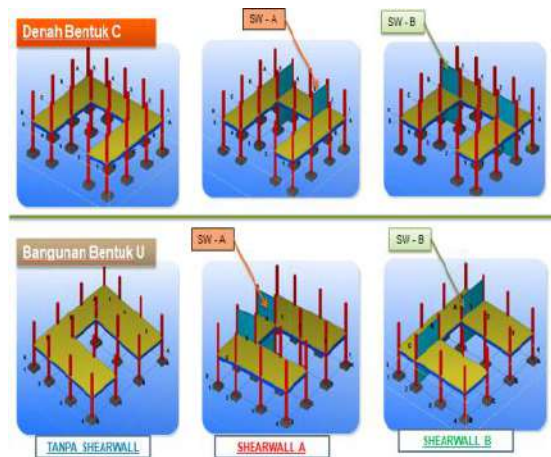 Denah Bentuk C
SW - A
SW - B
Bangunan Bentuk U
SW - A
SW - B
TANPA SHEARWALL
SHEARWALL A
SHEARWALL B